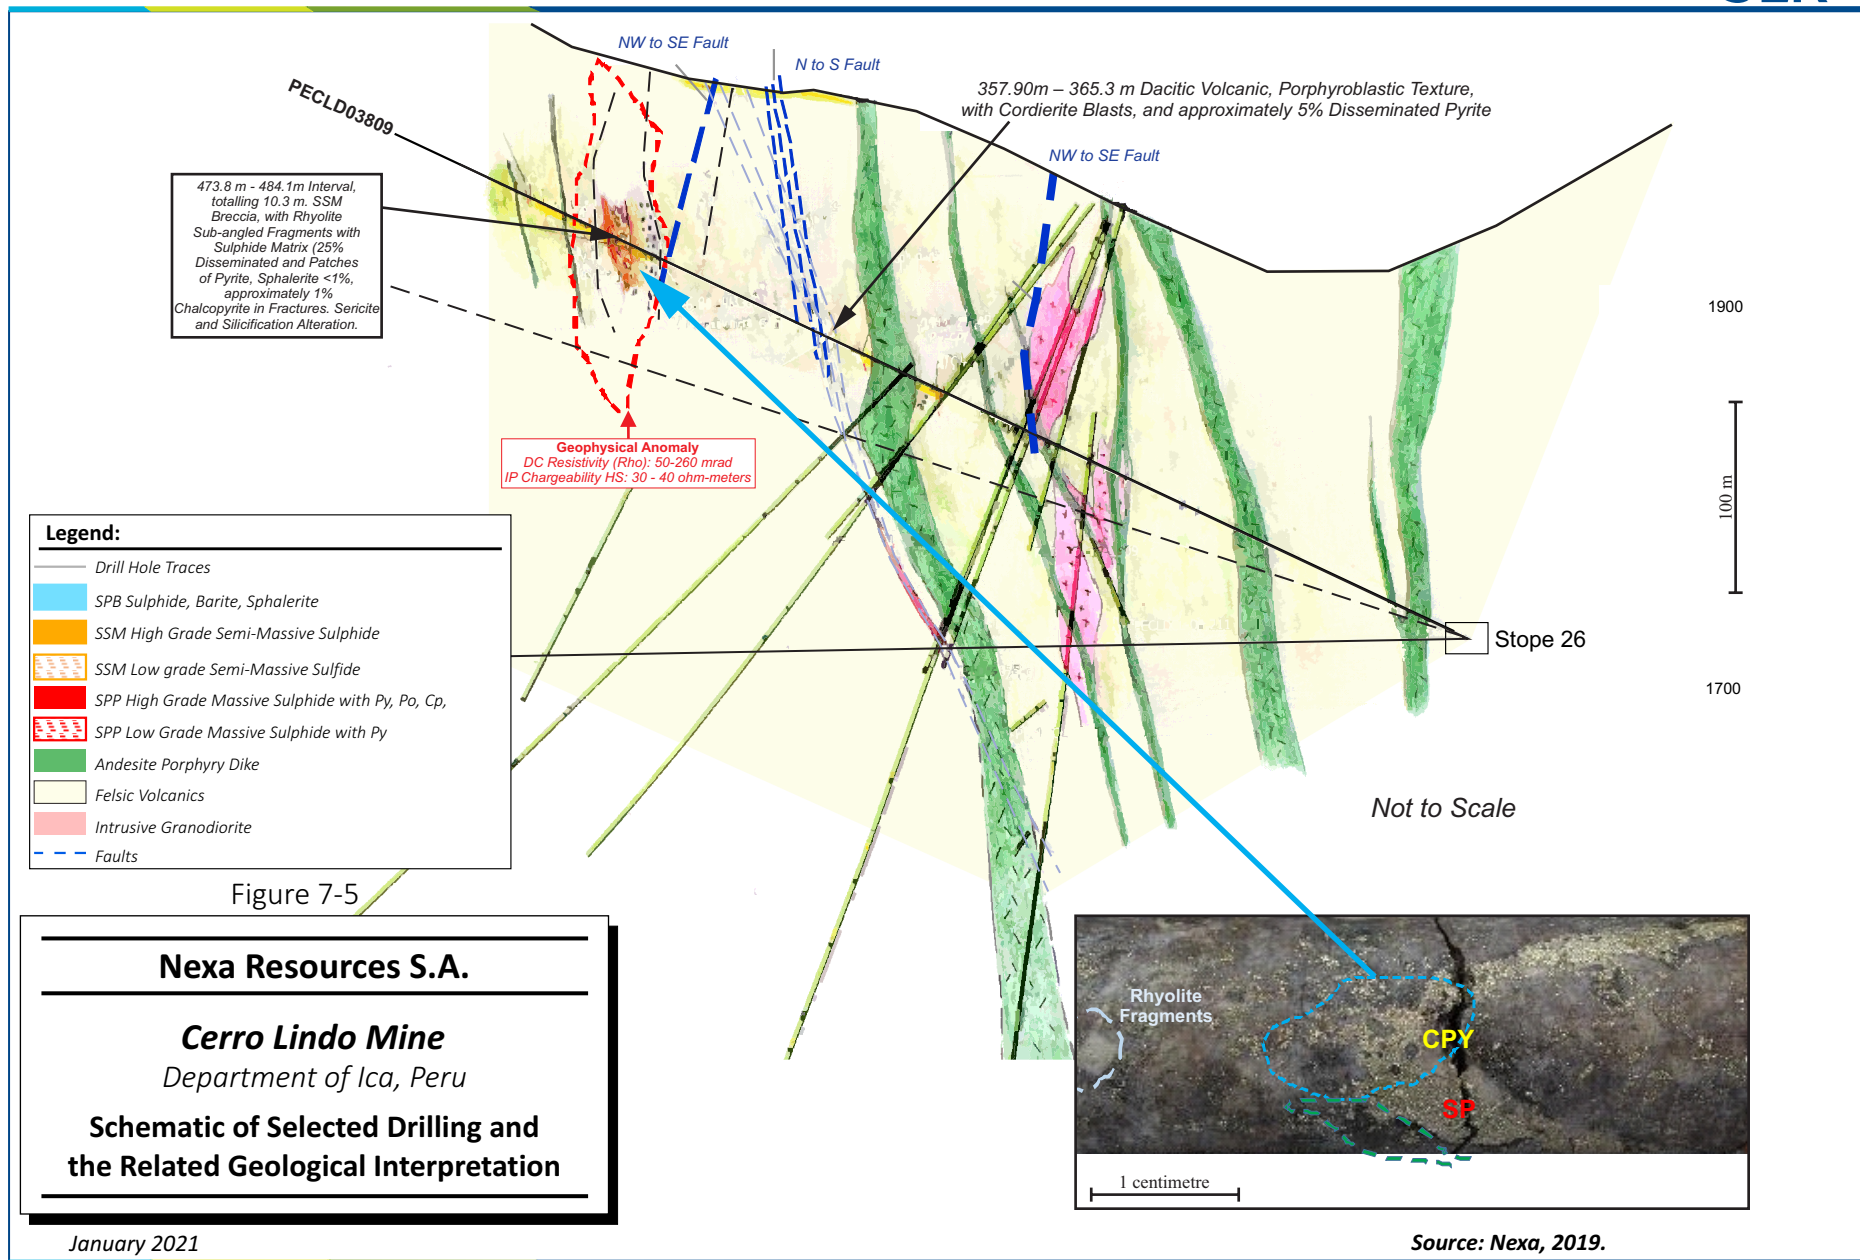 NW to SE Fault
N to S Fault
PECLD03809
357.90m – 365.3 m Dacitic Volcanic, Porphyroblastic Texture,
with Cordierite Blasts, and approximately 5% Disseminated Pyrite
NW to SE Fault
473.8 m - 484.1m Interval,
totalling 10.3 m. SSM
Breccia, with Rhyolite
Sub-angled Fragments with
Sulphide Matrix (25%
Disseminated and Patches
of Pyrite, Sphalerite <1%,
approximately 1%
Chalcopyrite in Fractures. Sericite
and Silicification Alteration.
1900
100 m
Geophysical Anomaly
DC Resistivity (Rho): 50-260 mrad
IP Chargeability HS: 30 - 40 ohm-meters
Stope 26
1700
Legend:
Drill Hole Traces
SPB Sulphide, Barite, Sphalerite
SSM High Grade Semi-Massive Sulphide
SSM Low grade Semi-Massive Sulfide
SPP High Grade Massive Sulphide with Py, Po, Cp,
SPP Low Grade Massive Sulphide with Py
Andesite Porphyry Dike
Felsic Volcanics
Intrusive Granodiorite
Faults
Not to Scale
Figure 7-5
Nexa Resources S.A.
Cerro Lindo Mine
Department of Ica, Peru
Schematic of Selected Drilling and
the Related Geological Interpretation
Rhyolite
Fragments
CPY
SP
1 centimetre
January 2021
Source: Nexa, 2019.